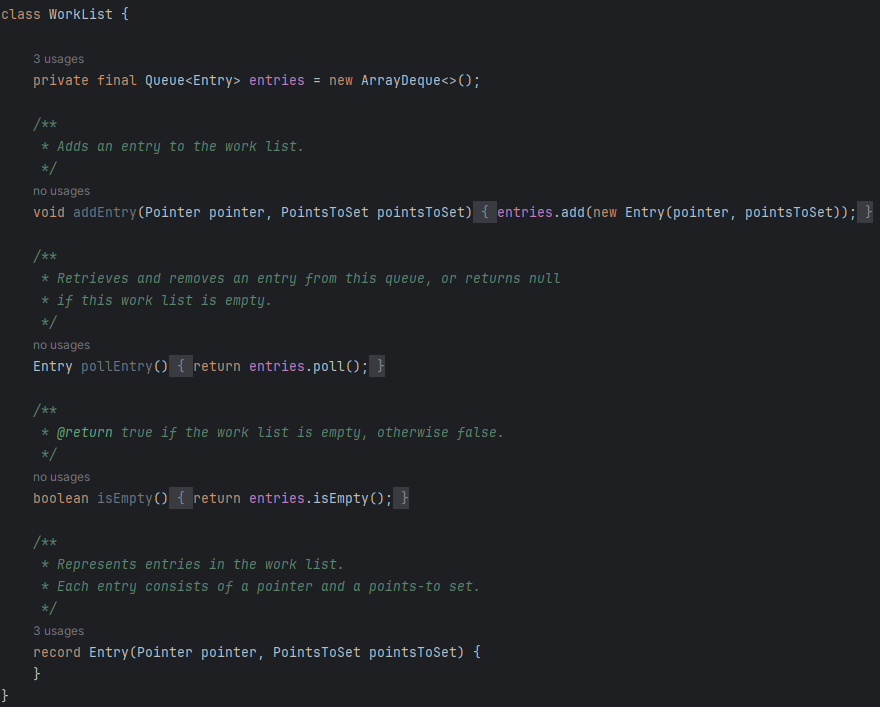 class WorkList {
3 usages
private final Queue<Entry> entries = new ArrayDeque<>();
/**
* Adds an entry to the work list.
*/
no usages
void addEntry(Pointer pointer, PointsToSet pointsToSet) { entries.add(new Entry(pointer, pointsToSet)); }
/**
* Retrieves and removes an entry from this queue, or returns null
* if this work list is empty.
*/
no usages
Entry pollEntry() { return entries.poll(); }
/**
* @return true if the work list is empty, otherwise false.
*/
no usages
boolean isEmpty() { return entries.isEmpty(); }
/**
* Represents entries in the work list.
* Each entry consists of a pointer and a points-to set.
*/
3 usages
record Entry(Pointer pointer, PointsToSet pointsToSet) {
}
}